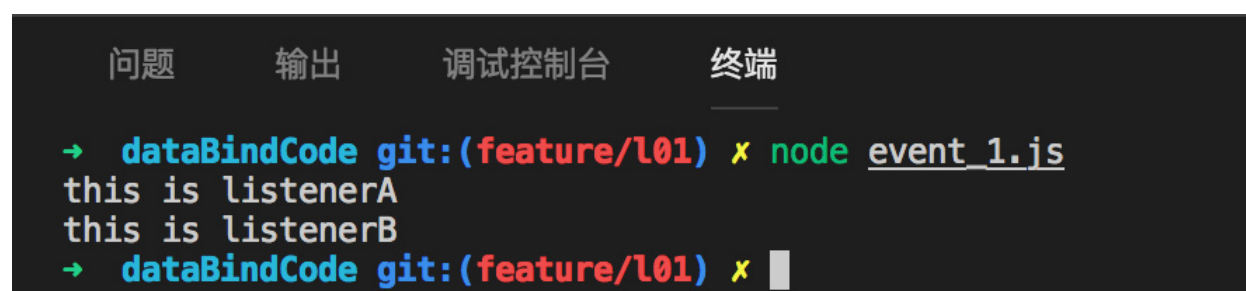 问题 输出 调试控制台 终端
➜ dataBindCode git:(feature/l01) ✗ node event_1.js
this is listenerA
this is listenerB
➜ dataBindCode git:(feature/l01) ✗